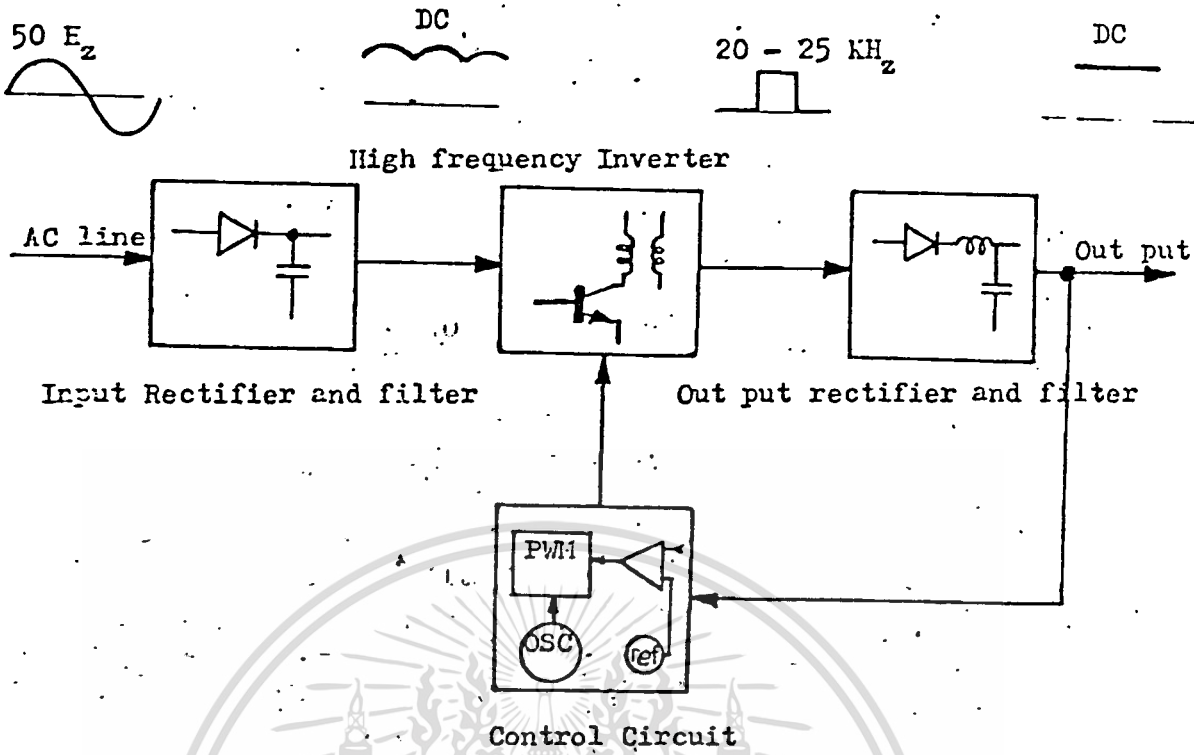 50 Ez
DC
20 - 25 KHz
DC
High frequency Inverter
AC line
Out put
Input Rectifier and filter
Out put rectifier and filter
PWM
OSC
ref
Control Circuit